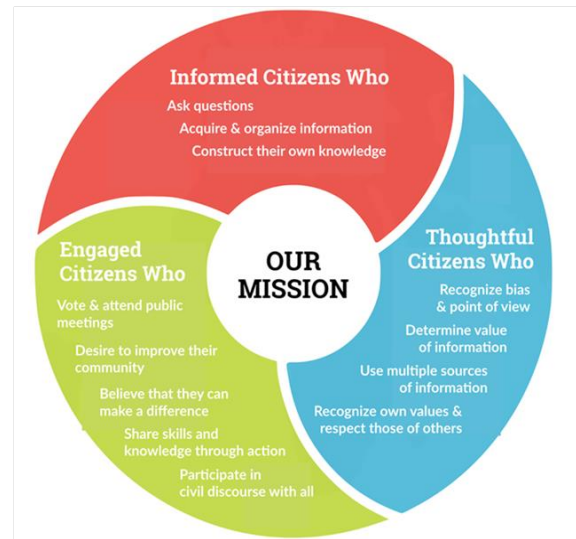 Informed Citizens Who
Ask questions
Acquire & organize information
Construct their own knowledge
OUR
MISSION
Thoughtful
Citizens Who
Recognize bias
& point of view
Determine value
of information
Use multiple sources
of information
Recognize own values &
respect those of others
Engaged
Citizens Who
Vote & attend public
meetings
Desire to improve their
community
Believe that they can
make a difference
Share skills and
knowledge through action
Participate in
civil discourse with all